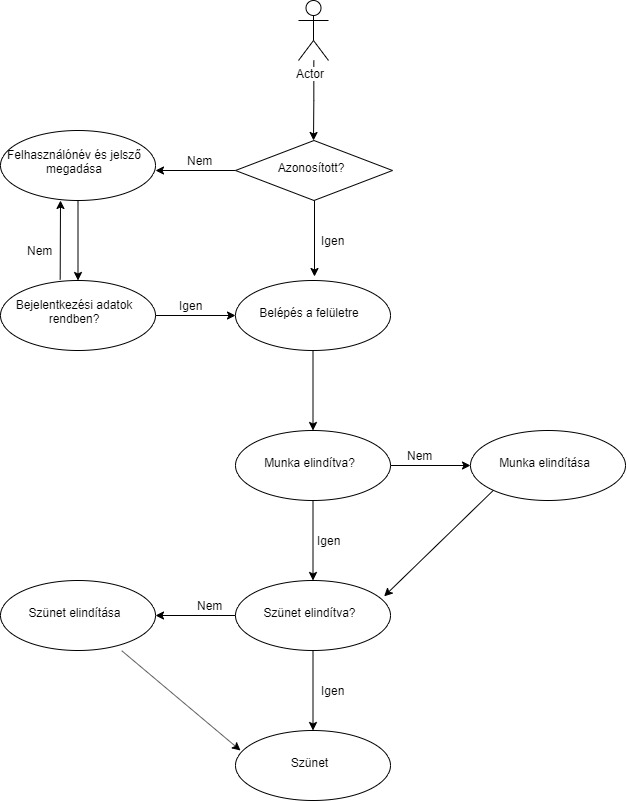 Actor
Felhasználónév és jelsző
megadása
Nem
Azonosított?
Igen
Nem
Bejelentkezési adatok
rendben?
Igen
Belépés a felületre
Munka elindítva?
Nem
Munka elindítása
Igen
Szünet elindítása
Nem
Szünet elindítva?
Igen
Szünet